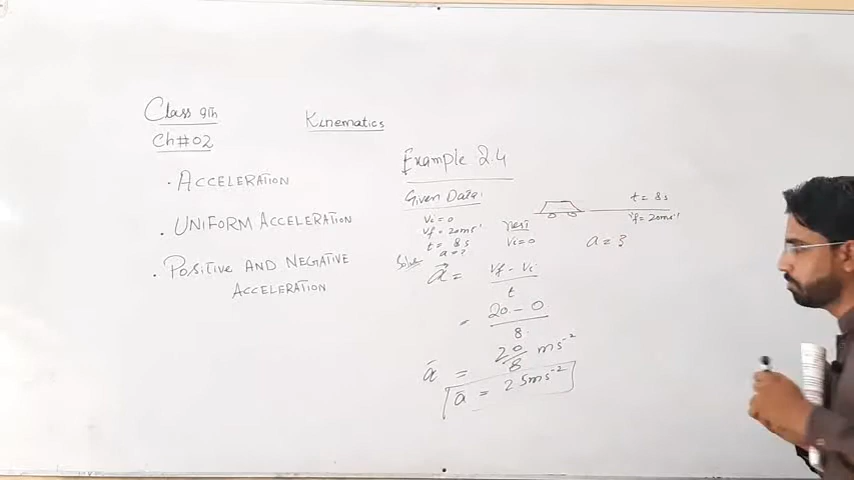 Class 9th
Ch#02
Kinematics
• ACCELERATION
• UNIFORM ACCELERATION
• POSITIVE AND NEGATIVE
ACCELERATION
Example 2.4
Given Data:
Vi = 0
Vf = 20ms⁻¹
t = 8s
a = ?
rest
Vi = 0
t = 8s
Vf = 20ms⁻¹
a = ?
Sol:
a⃗ = Vf - Vi / t
= 20 - 0 / 8
a⃗ = 20/8 ms⁻²
a⃗ = 2.5ms⁻²